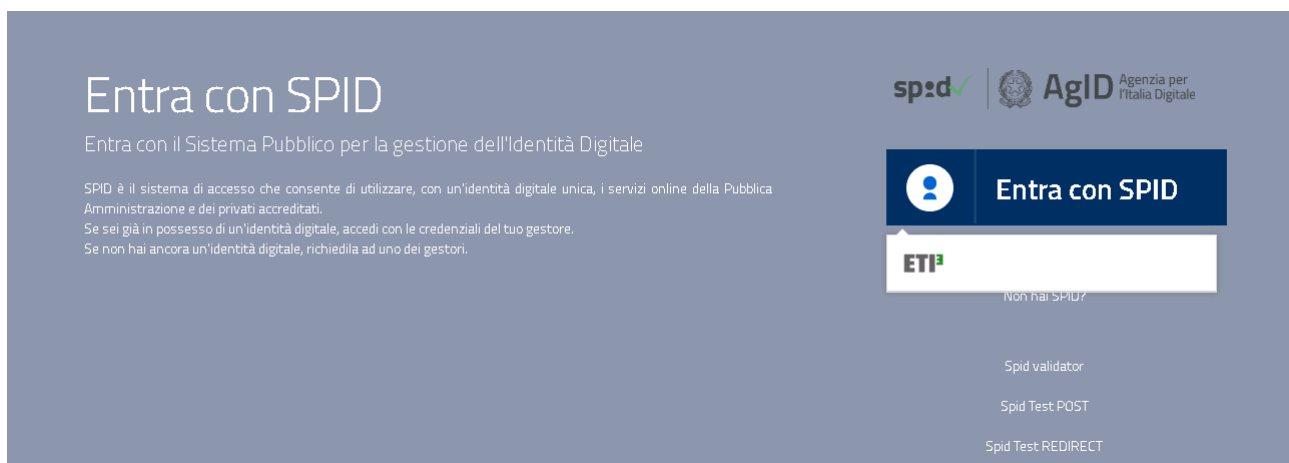 Entra con SPID
Entra con il Sistema Pubblico per la gestione dell'Identità Digitale
SPID è il sistema di accesso che consente di utilizzare, con un'identità digitale unica, i servizi online della Pubblica
Amministrazione e dei privati accreditati.
Se sei già in possesso di un'identità digitale, accedi con le credenziali del tuo gestore.
Se non hai ancora un'identità digitale, richiedila ad uno dei gestori.
sp:d AgID Agenzia per
l'Italia Digitale
Entra con SPID
ETI³
Non hai SPID?
Spid validator
Spid Test POST
Spid Test REDIRECT